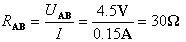 R_AB = U_AB / I = 4.5V / 0.15A = 30Ω